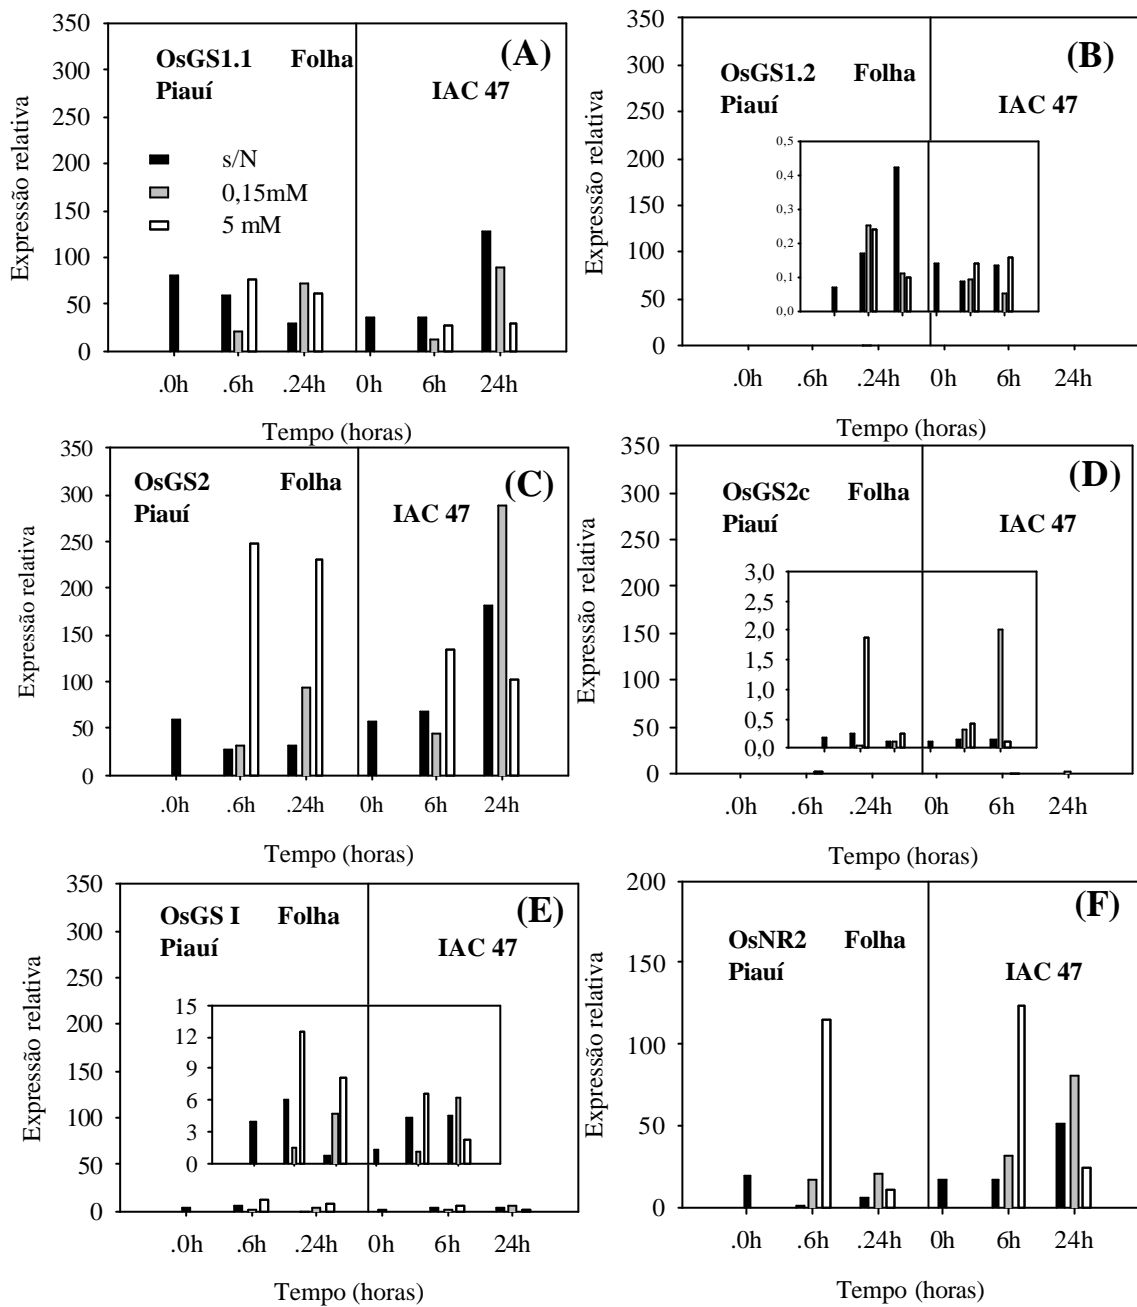 350
300
250
200
150
100
50
0
Expressão relativa
OsGS1.1 Folha (A)
Piauí IAC 47
s/N
0,15mM
5 mM
.0h .6h .24h 0h 6h 24h
Tempo (horas)
350
300
250
200
150
100
50
0
Expressão relativa
OsGS1.2 Folha (B)
Piauí IAC 47
0,5
0,4
0,3
0,2
0,1
0,0
.0h .6h .24h 0h 6h 24h
Tempo (horas)
350
300
250
200
150
100
50
0
Expressão relativa
OsGS2 Folha (C)
Piauí IAC 47
.0h .6h .24h 0h 6h 24h
Tempo (horas)
350
300
250
200
150
100
50
0
Expressão relativa
OsGS2c Folha (D)
Piauí IAC 47
3,0
2,5
2,0
1,5
1,0
0,5
0,0
.0h .6h .24h 0h 6h 24h
Tempo (horas)
350
300
250
200
150
100
50
0
Expressão relativa
OsGS I Folha (E)
Piauí IAC 47
15
12
9
6
3
0
.0h .6h .24h 0h 6h 24h
Tempo (horas)
200
150
100
50
0
Expressão relativa
OsNR2 Folha (F)
Piauí IAC 47
.0h .6h .24h 0h 6h 24h
Tempo (horas)